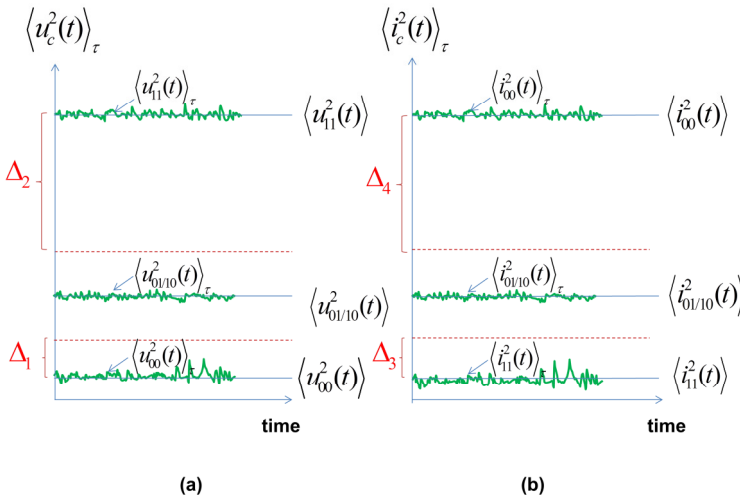 ⟨u_c^2(t)⟩_τ
⟨u_11^2(t)⟩_τ
⟨u_11^2(t)⟩
Δ_2
⟨u_01/10^2(t)⟩_τ
⟨u_01/10^2(t)⟩
Δ_1
⟨u_00^2(t)⟩_τ
⟨u_00^2(t)⟩
time
(a)
⟨i_c^2(t)⟩_τ
⟨i_00^2(t)⟩_τ
⟨i_00^2(t)⟩
Δ_4
⟨i_01/10^2(t)⟩_τ
⟨i_01/10^2(t)⟩
Δ_3
⟨i_11^2(t)⟩_τ
⟨i_11^2(t)⟩
time
(b)